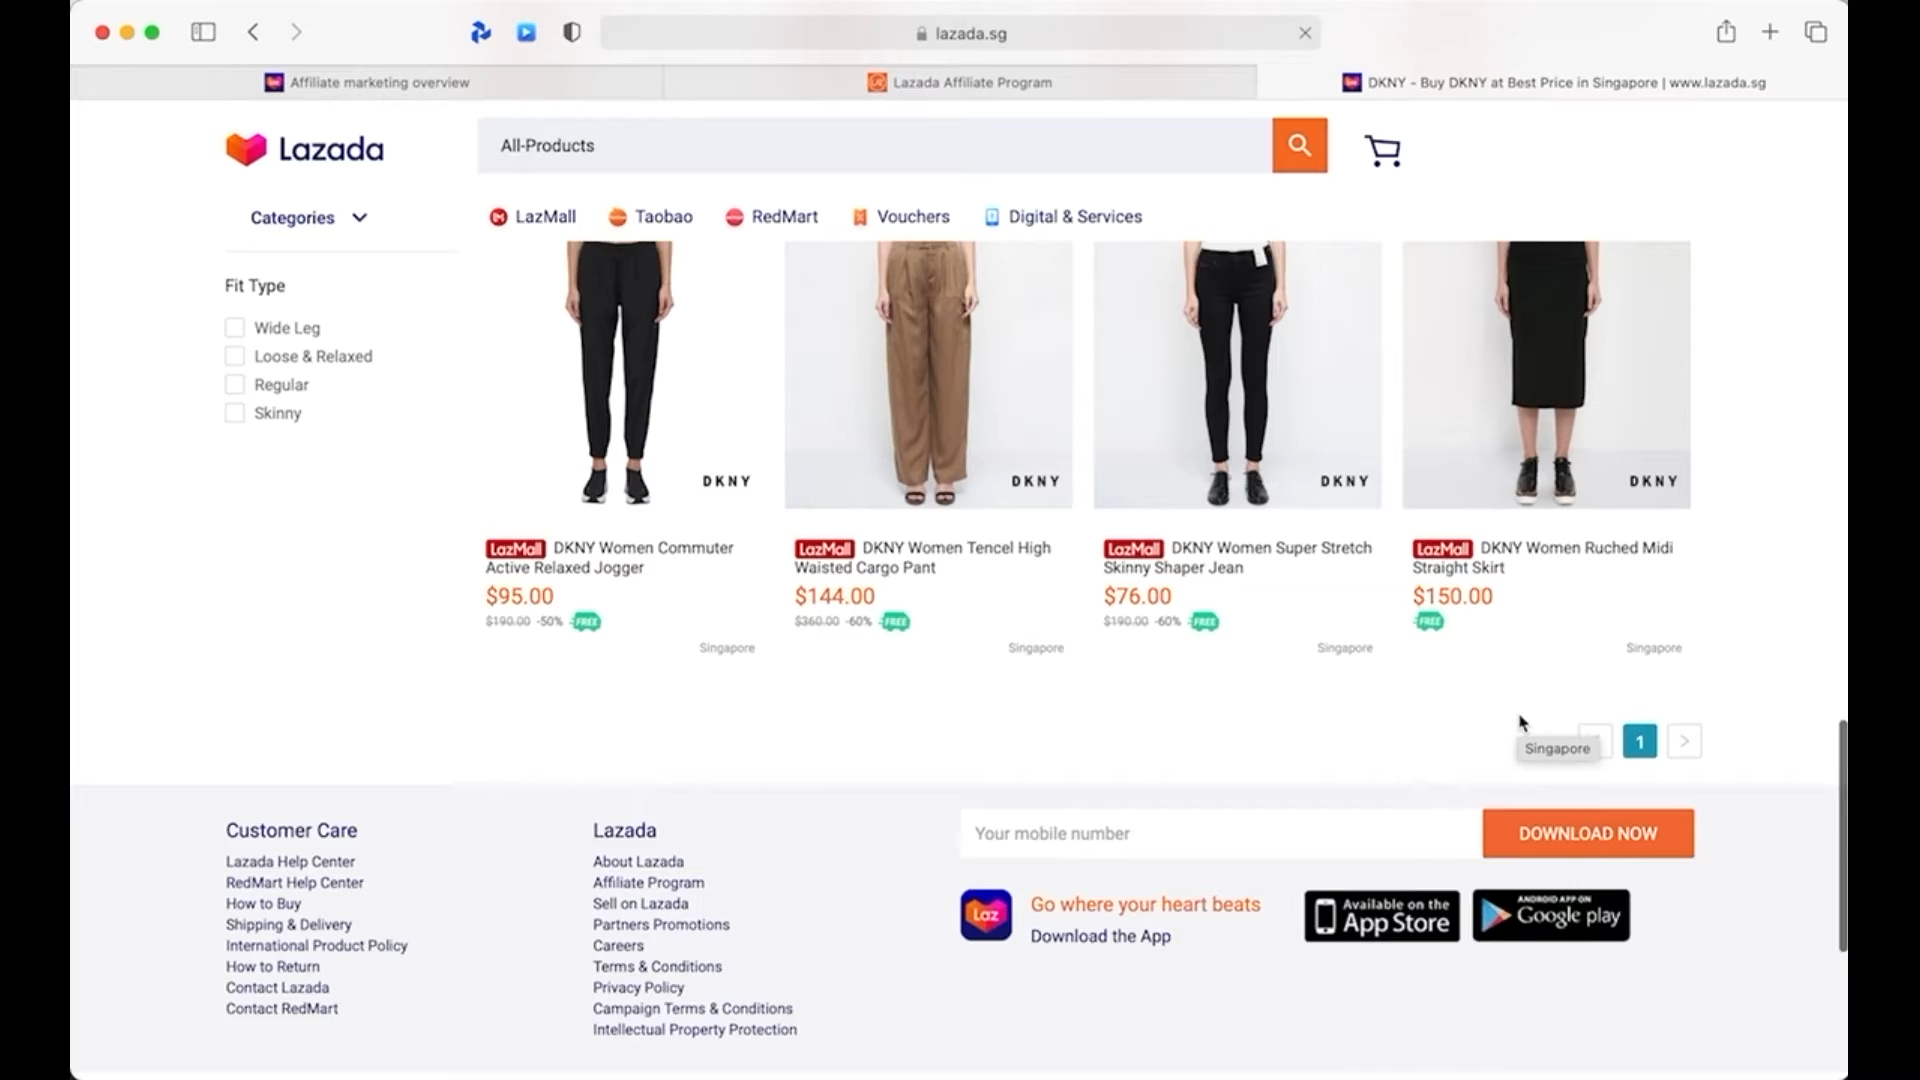 lazada.sg
Affiliate marketing overview
Lazada Affiliate Program
DKNY - Buy DKNY at Best Price in Singapore | www.lazada.sg
Lazada
All-Products
Categories
LazMall
Taobao
RedMart
Vouchers
Digital & Services
Fit Type
Wide Leg
Loose & Relaxed
Regular
Skinny
DKNY
DKNY
DKNY
DKNY
LazMall DKNY Women Commuter
Active Relaxed Jogger
$95.00
$190.00 -50% FREE
Singapore
LazMall DKNY Women Tencel High
Waisted Cargo Pant
$144.00
$360.00 -60% FREE
Singapore
LazMall DKNY Women Super Stretch
Skinny Shaper Jean
$76.00
$190.00 -60% FREE
Singapore
LazMall DKNY Women Ruched Midi
Straight Skirt
$150.00
FREE
Singapore
Singapore
1
Customer Care
Lazada Help Center
RedMart Help Center
How to Buy
Shipping & Delivery
International Product Policy
How to Return
Contact Lazada
Contact RedMart
Lazada
About Lazada
Affiliate Program
Sell on Lazada
Partners Promotions
Careers
Terms & Conditions
Privacy Policy
Campaign Terms & Conditions
Intellectual Property Protection
Your mobile number
DOWNLOAD NOW
Laz
Go where your heart beats
Download the App
Available on the
App Store
ANDROID APP ON
Google play